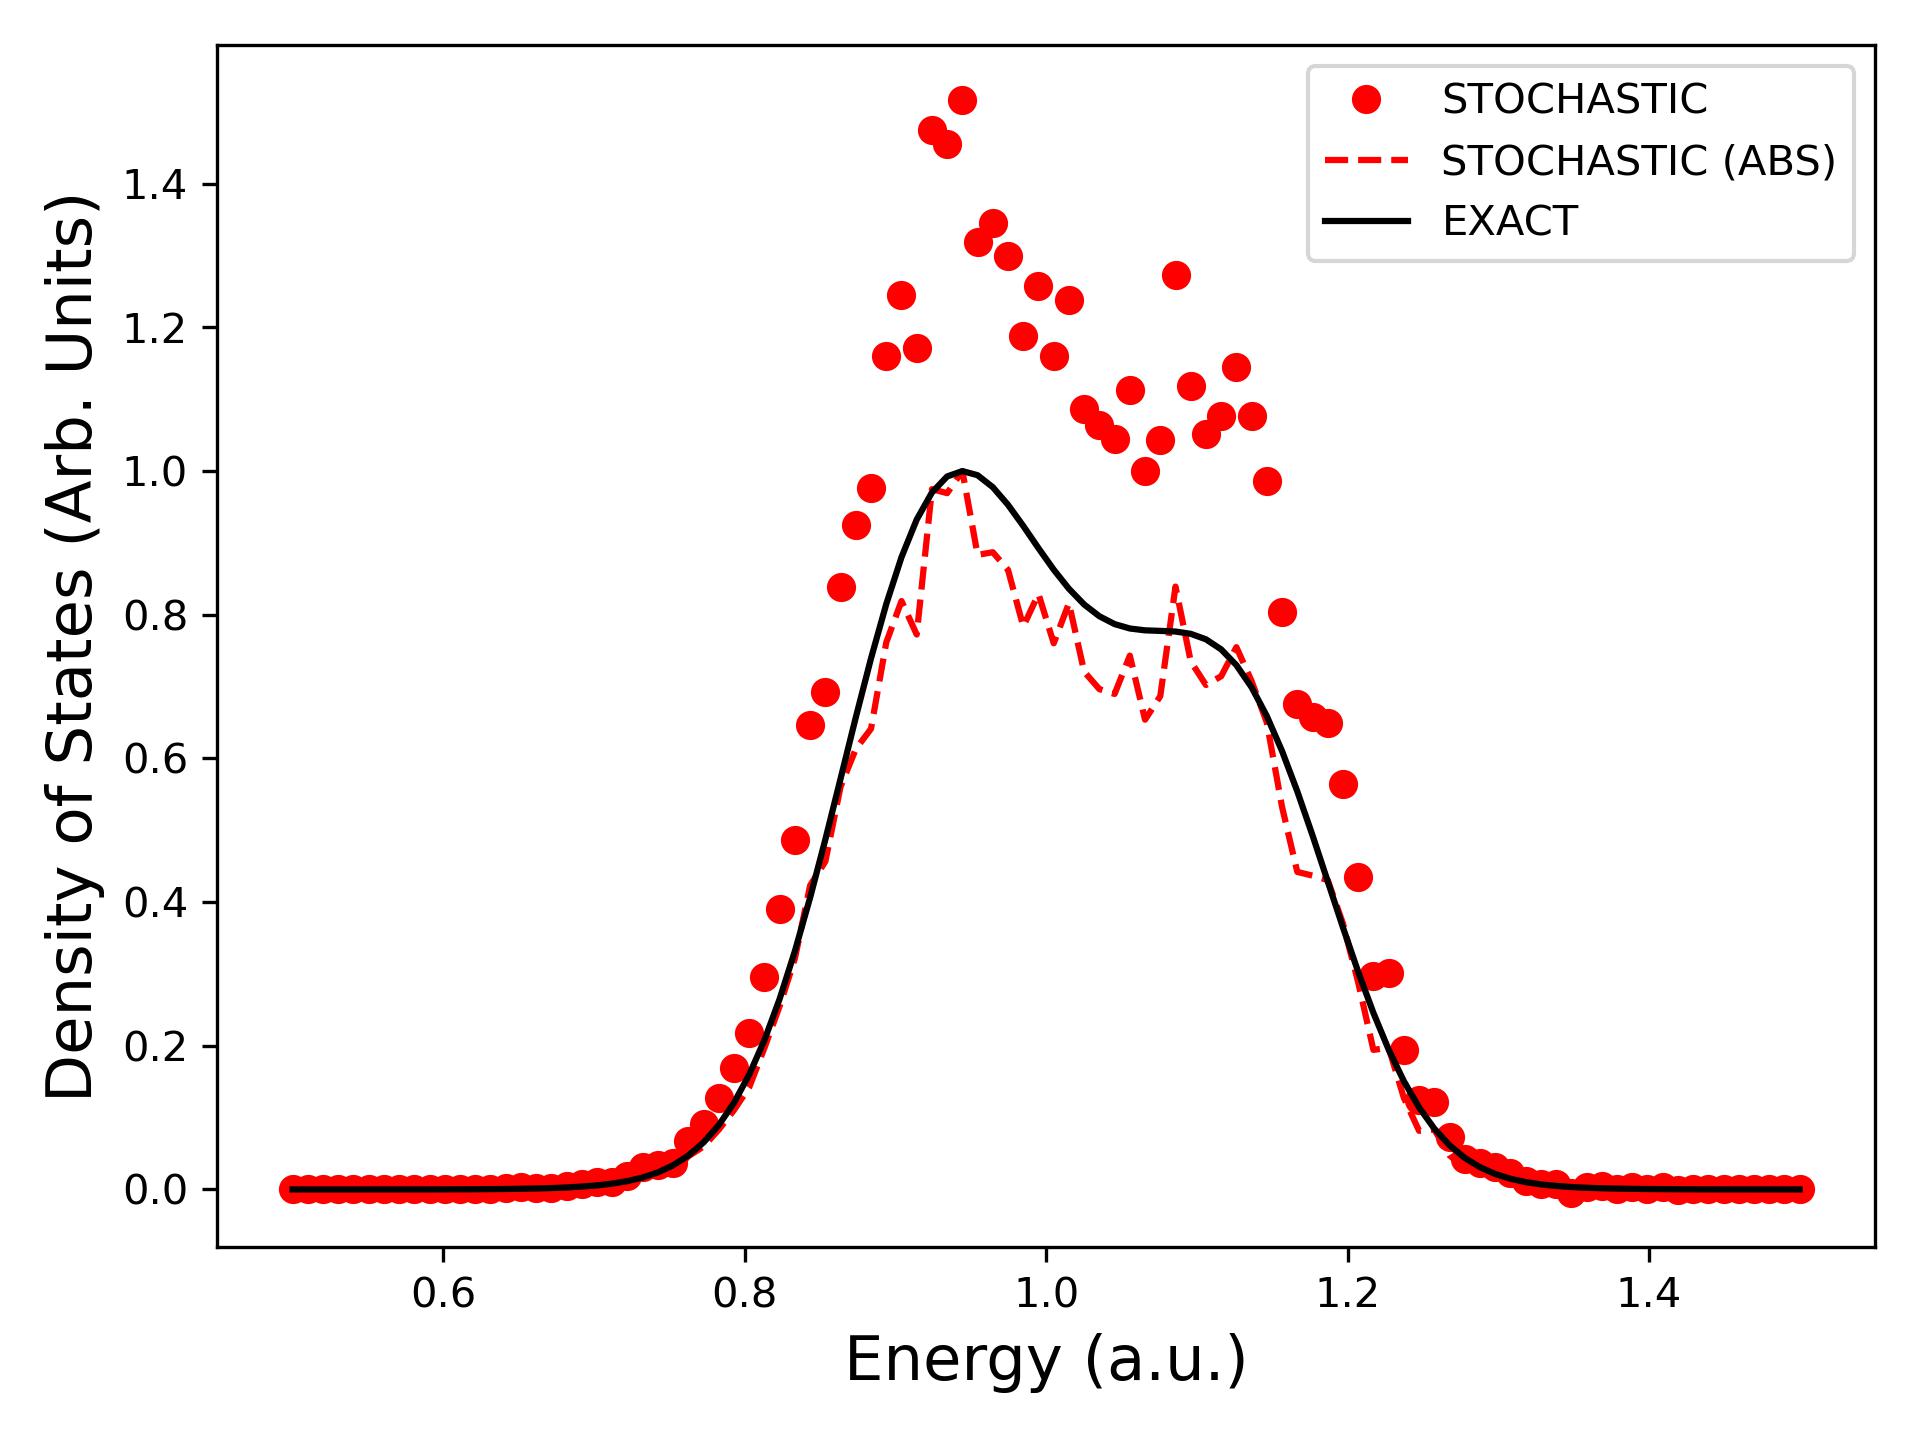 STOCHASTIC
STOCHASTIC (ABS)
EXACT
Density of States (Arb. Units)
1.4
1.2
1.0
0.8
0.6
0.4
0.2
0.0
0.6 0.8 1.0 1.2 1.4
Energy (a.u.)